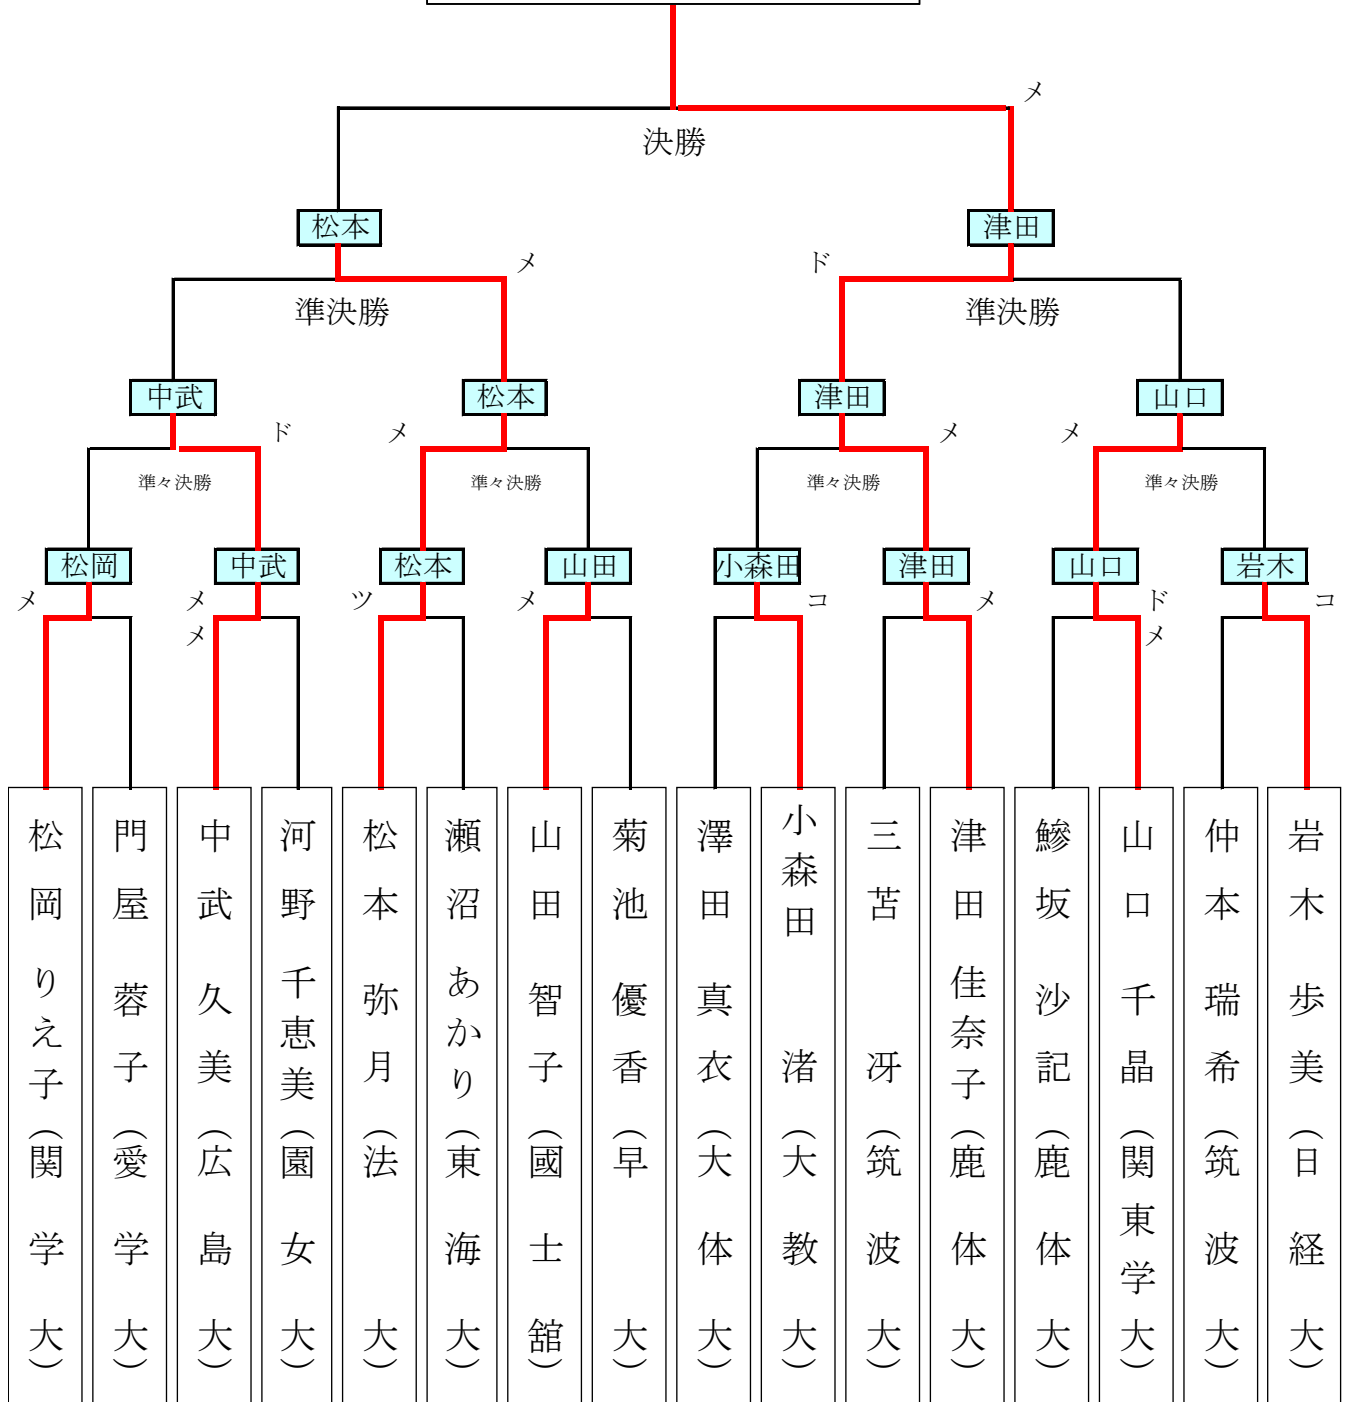 メ
決勝
松本
津田
メ
ド
準決勝
準決勝
中武
松本
津田
山口
ド
メ
メ
メ
準々決勝
準々決勝
準々決勝
準々決勝
松岡
中武
松本
山田
小森田
津田
山口
岩木
メ
メ
メ
ツ
メ
コ
メ
ド
メ
コ
松岡 りえ子(関学大)
門屋 蓉子(愛学大)
中武 久美(広島大)
河野 千恵美(園女大)
松本 弥月(法大)
瀬沼 あかり(東海大)
山田 智子(國士舘)
菊池 優香(早大)
澤田 真衣(大体大)
小森田 渚(大教大)
三苫 冴(筑波大)
津田 佳奈子(鹿体大)
鰺坂 沙記(鹿体大)
山口 千晶(関東学大)
仲本 瑞希(筑波大)
岩木 歩美(日経大)